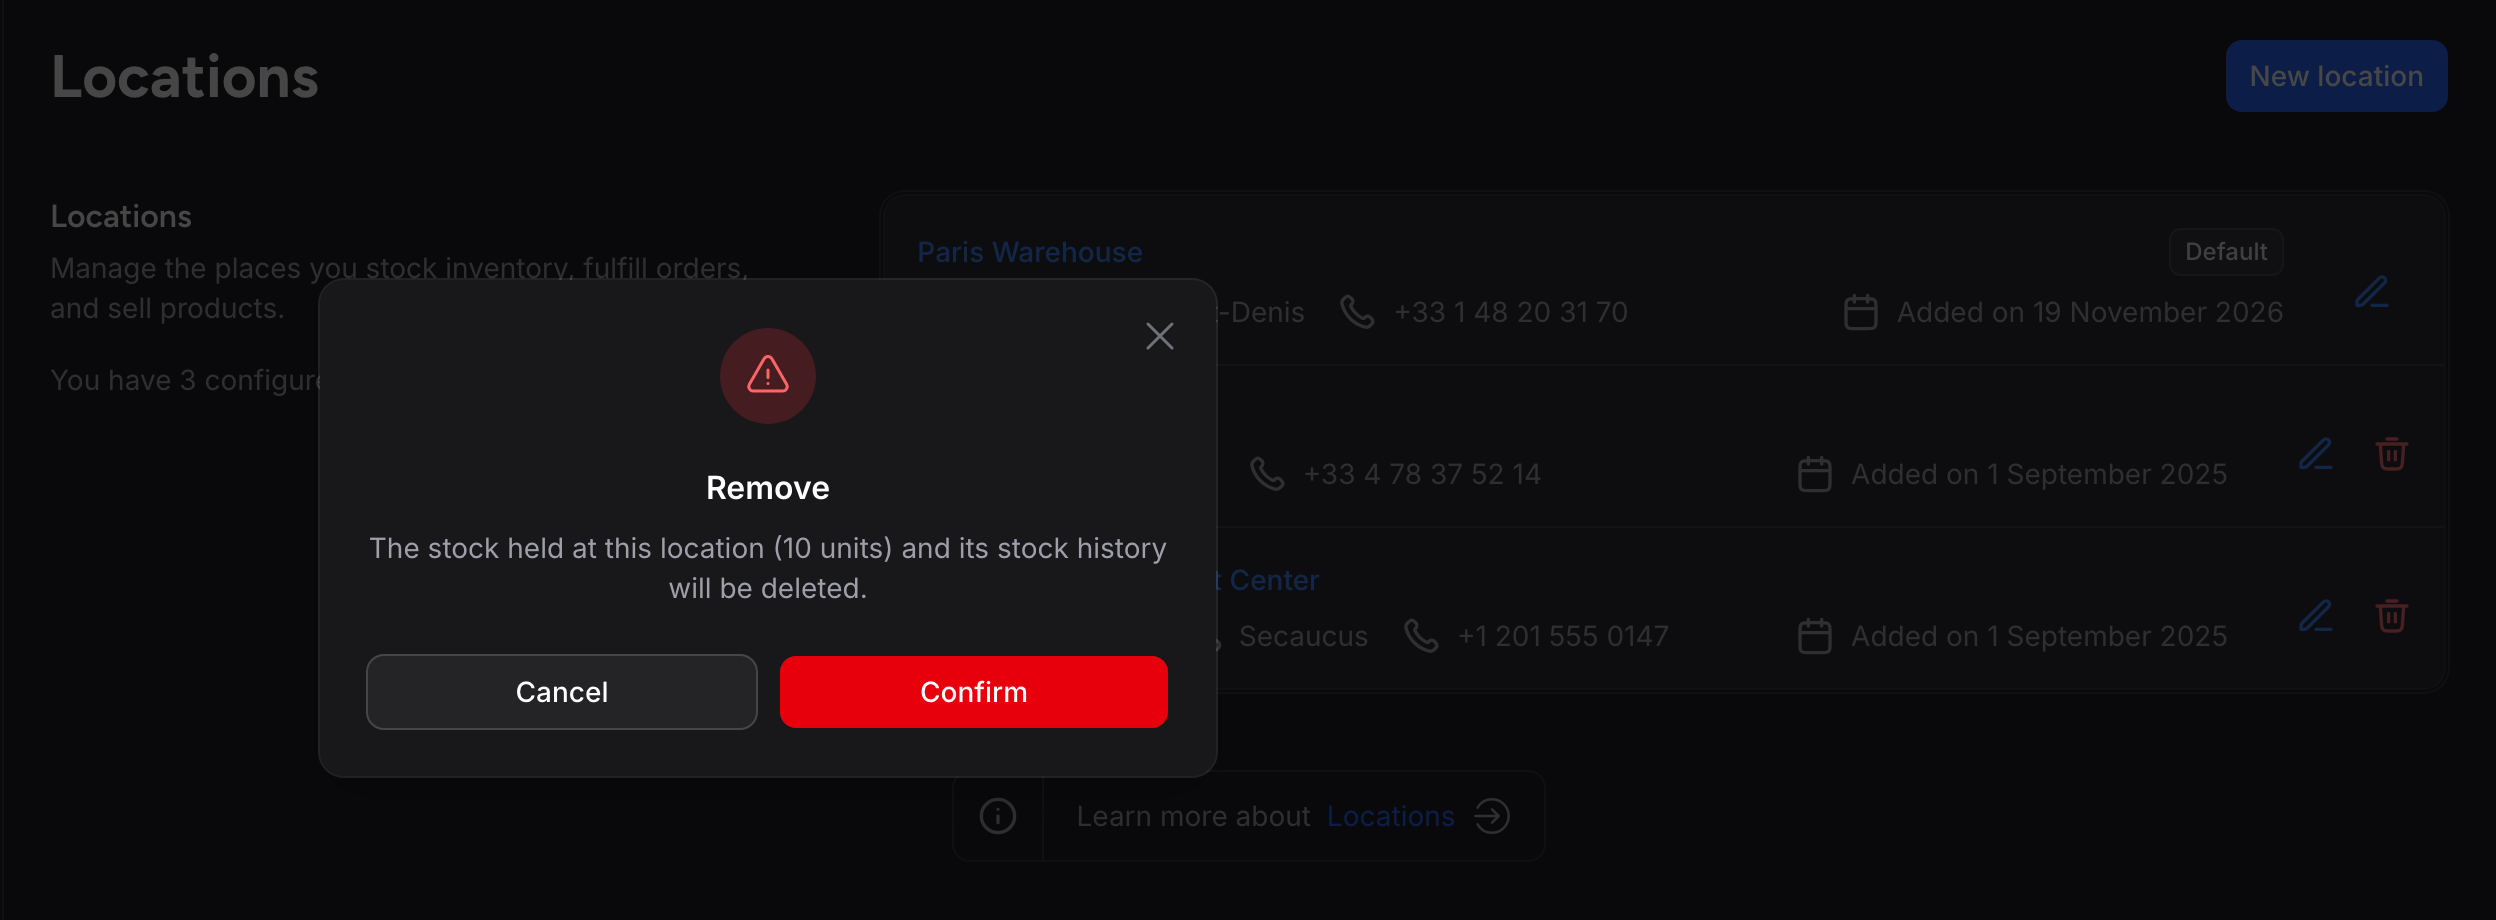 Locations
New location
Locations
Manage the places you stock inventory, fulfill orders,
and sell products.
You have 3 configur
Paris Warehouse
Default
-Denis
+33 1 48 20 31 70
Added on 19 November 2026
+33 4 78 37 52 14
Added on 1 September 2025
t Center
Secaucus
+1 201 555 0147
Added on 1 September 2025
Remove
The stock held at this location (10 units) and its stock history
will be deleted.
Cancel
Confirm
Learn more about Locations